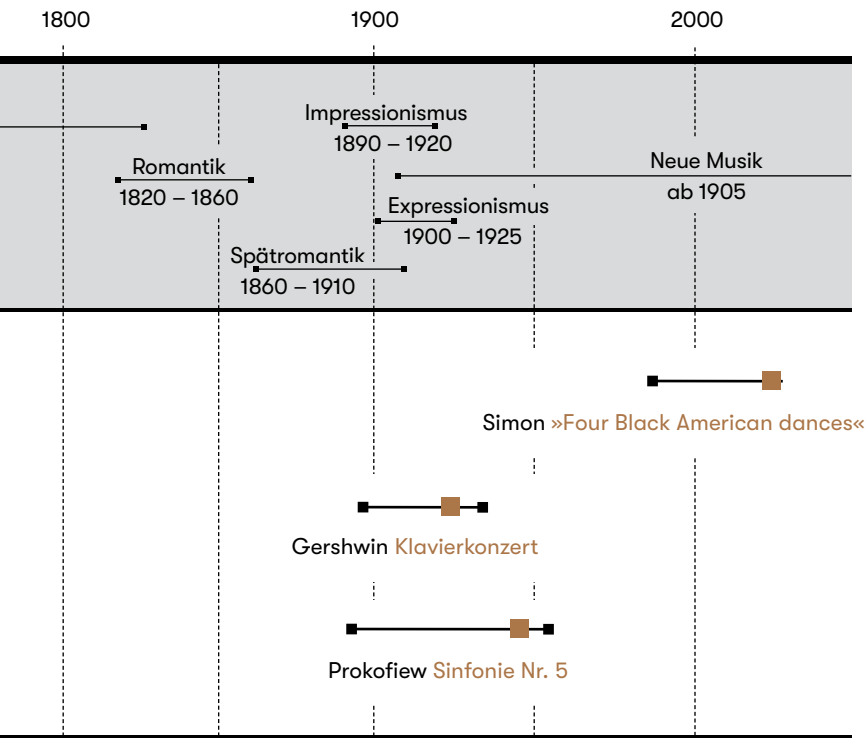 1800 1900 2000
Impressionismus
1890 – 1920
Romantik
1820 – 1860
Neue Musik
ab 1905
Expressionismus
1900 – 1925
Spätromantik
1860 – 1910
Simon »Four Black American dances«
Gershwin Klavierkonzert
Prokofiew Sinfonie Nr. 5